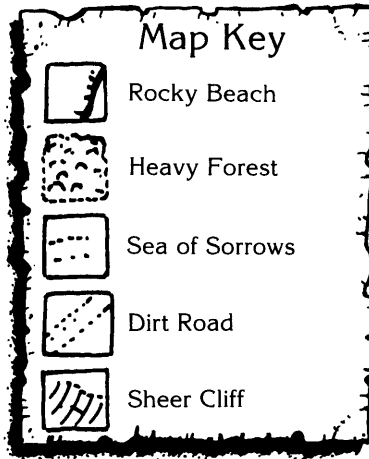 Map Key
Rocky Beach
Heavy Forest
Sea of Sorrows
Dirt Road
Sheer Cliff